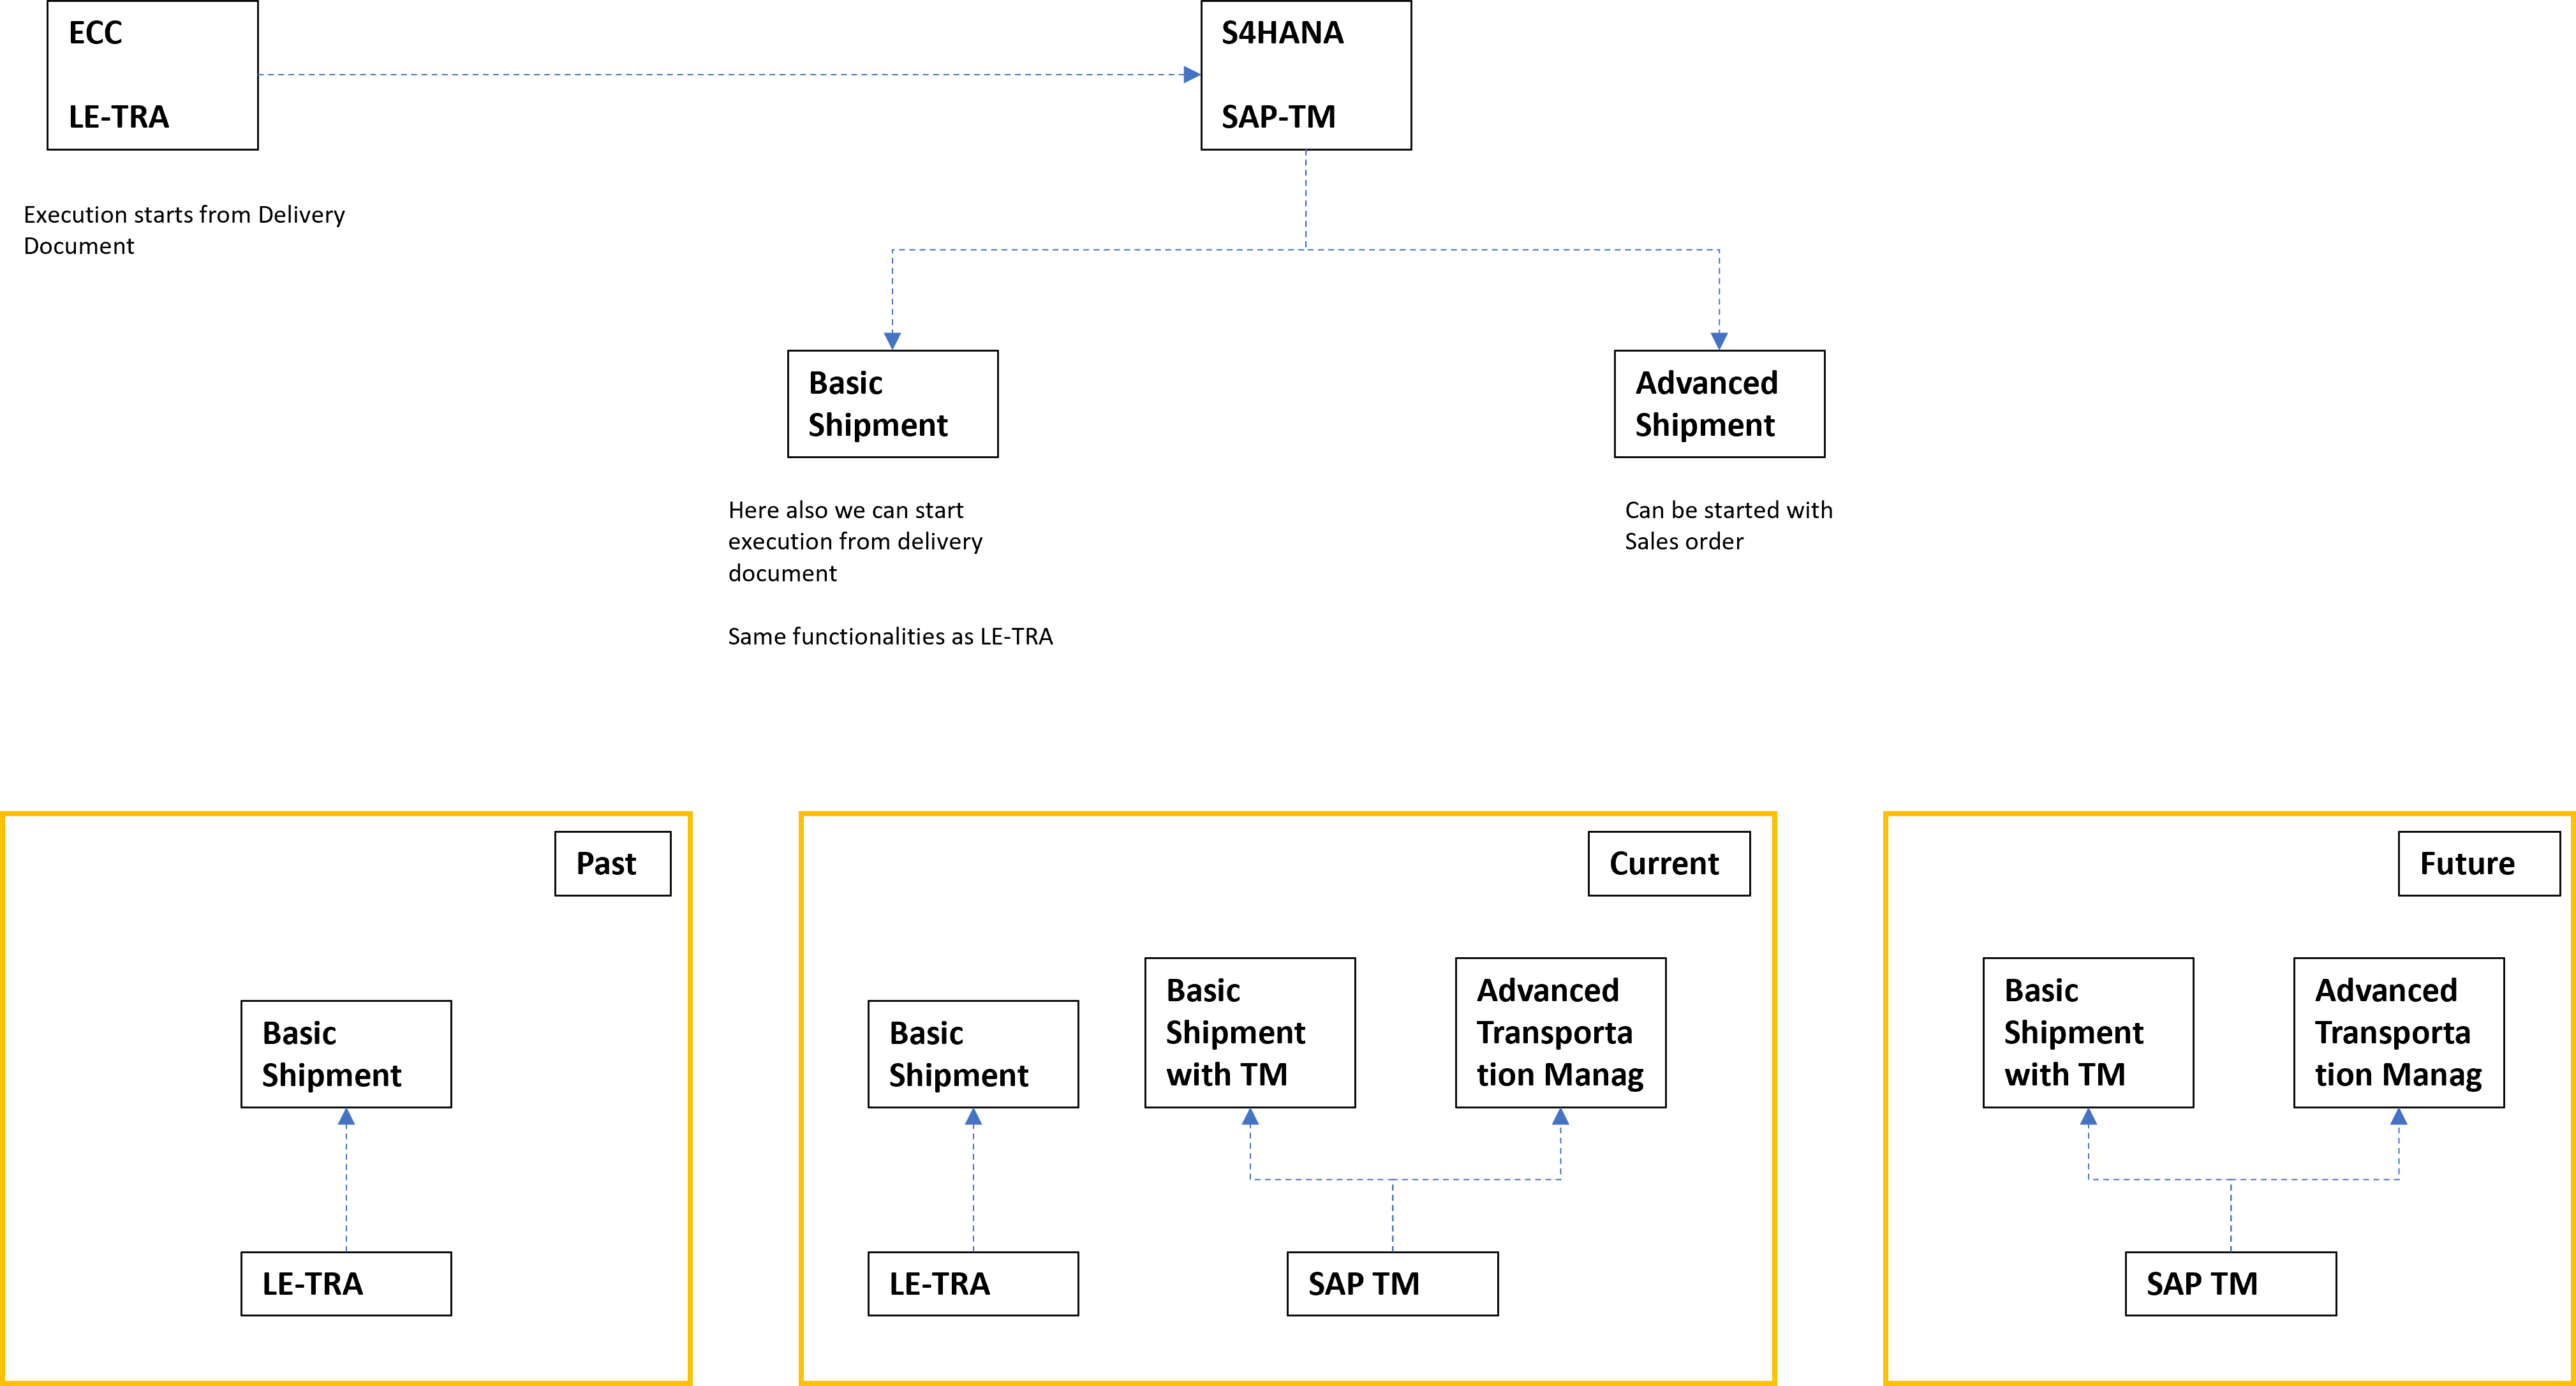 ECC
LE-TRA
S4HANA
SAP-TM
Execution starts from Delivery
Document
Basic
Shipment
Advanced
Shipment
Here also we can start
execution from delivery
document
Same functionalities as LE-TRA
Can be started with
Sales order
Past
Basic
Shipment
LE-TRA
Current
Basic
Shipment
LE-TRA
Basic
Shipment
with TM
Advanced
Transporta
tion Manag
SAP TM
Future
Basic
Shipment
with TM
Advanced
Transporta
tion Manag
SAP TM